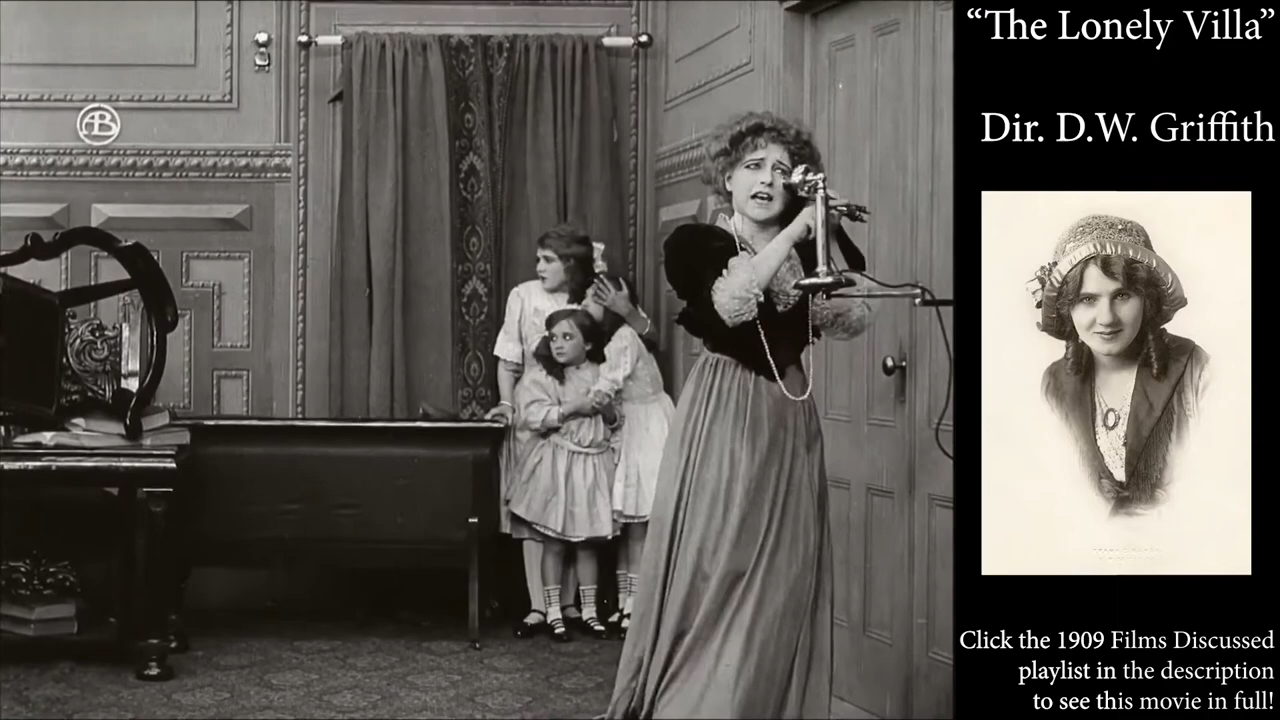 AB
“The Lonely Villa”
Dir. D.W. Griffith
Click the 1909 Films Discussed
playlist in the description
to see this movie in full!